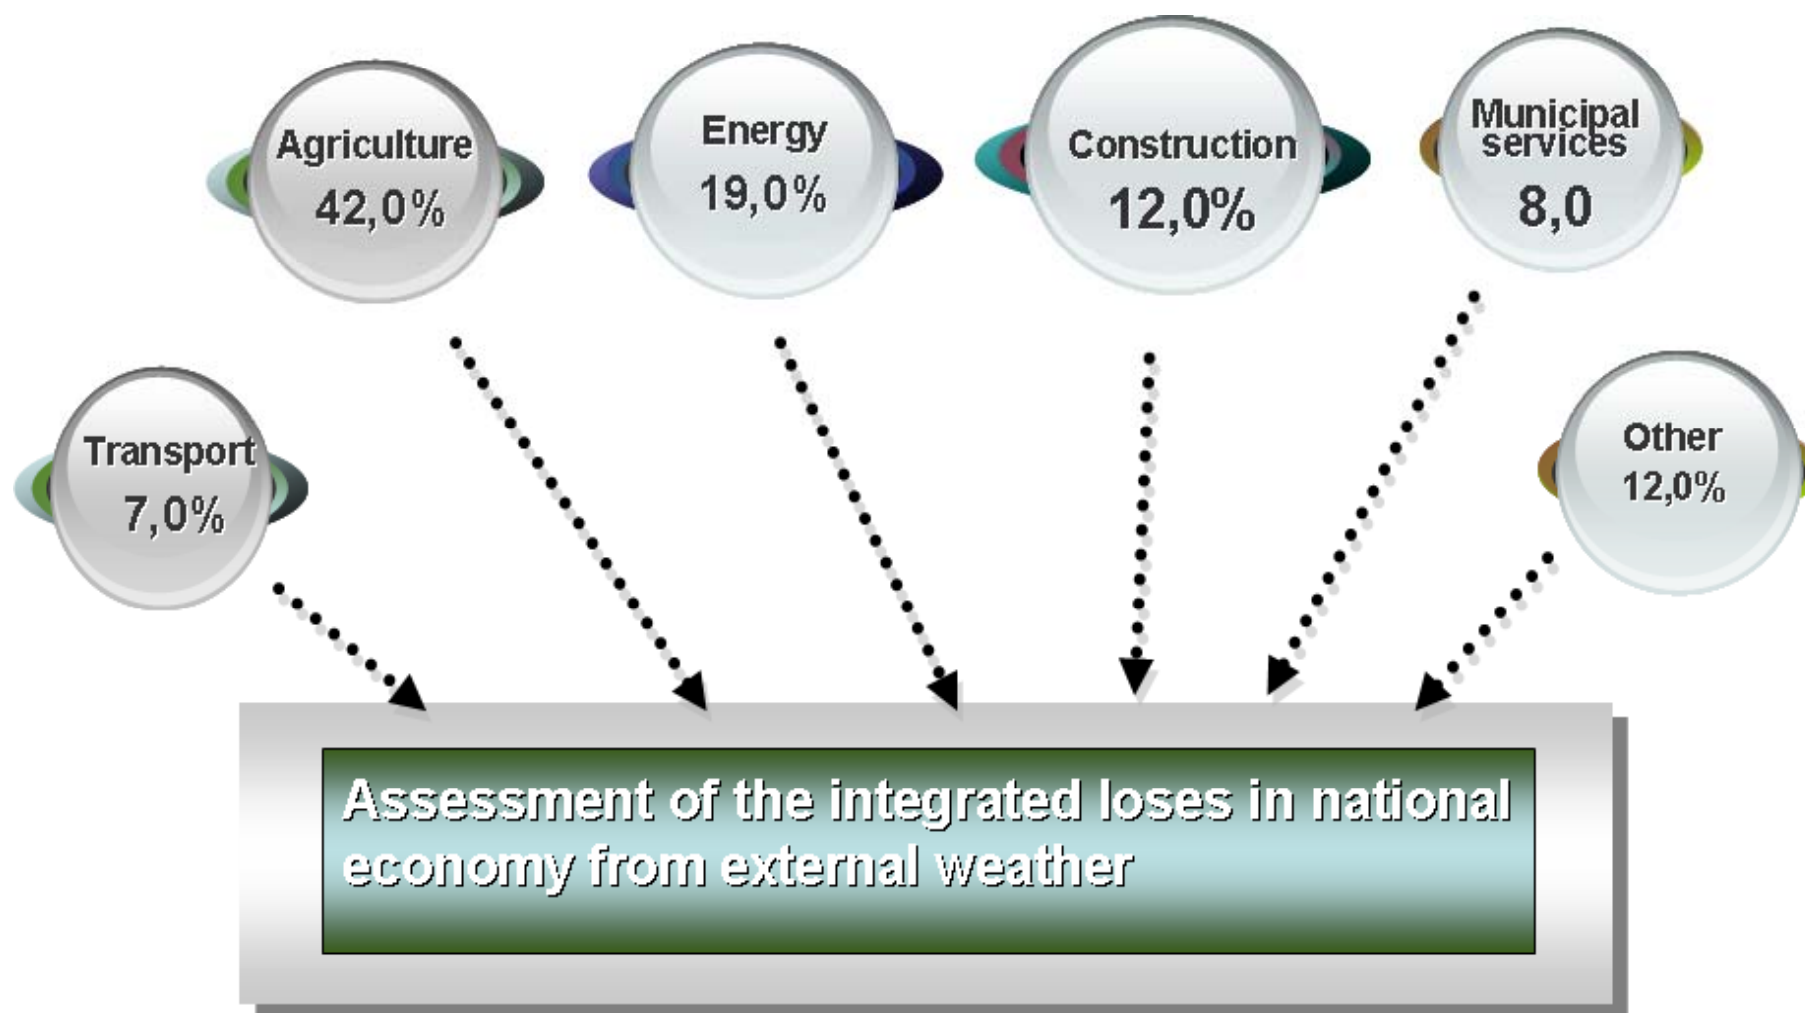 Agriculture
42,0%
Energy
19,0%
Construction
12,0%
Municipal
services
8,0
Transport
7,0%
Other
12,0%
Assessment of the integrated loses in national
economy from external weather